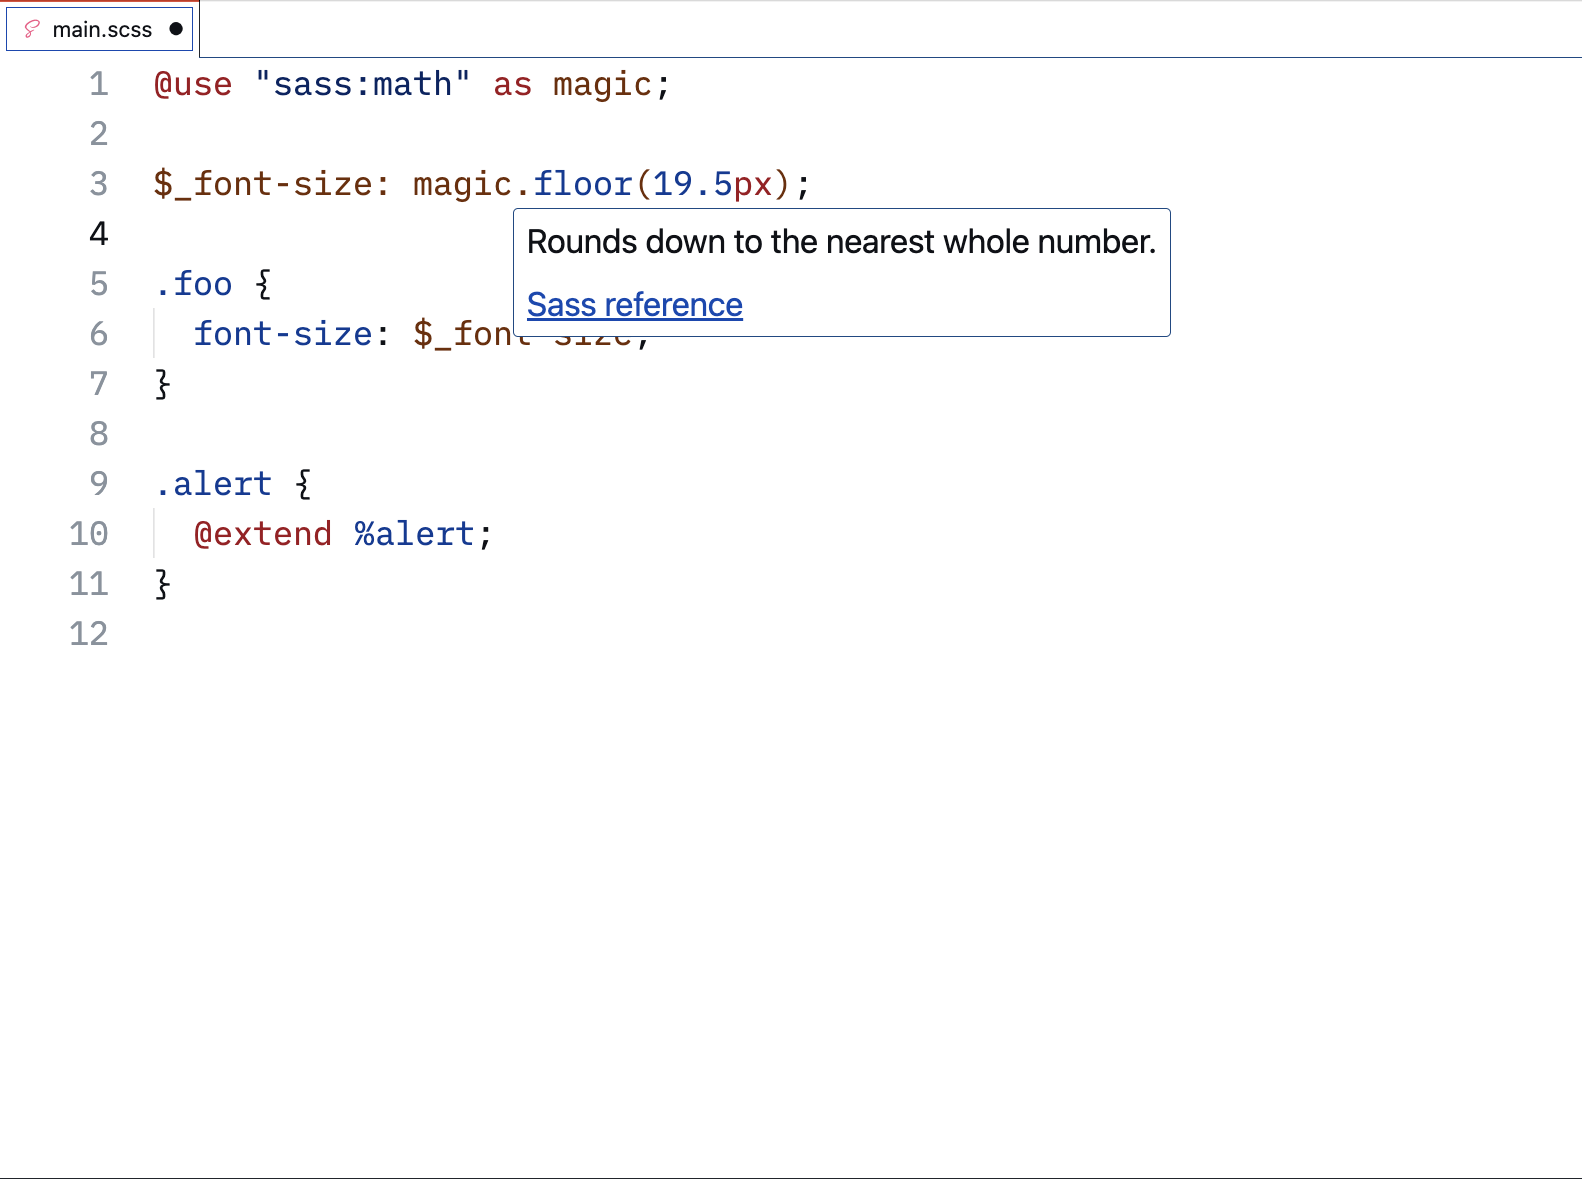 main.scss
1 @use "sass:math" as magic;
2
3 $_font-size: magic.floor(19.5px);
4
Rounds down to the nearest whole number.
5 .foo {
Sass reference
6 font-size: $_font-size;
7 }
8
9 .alert {
10 @extend %alert;
11 }
12